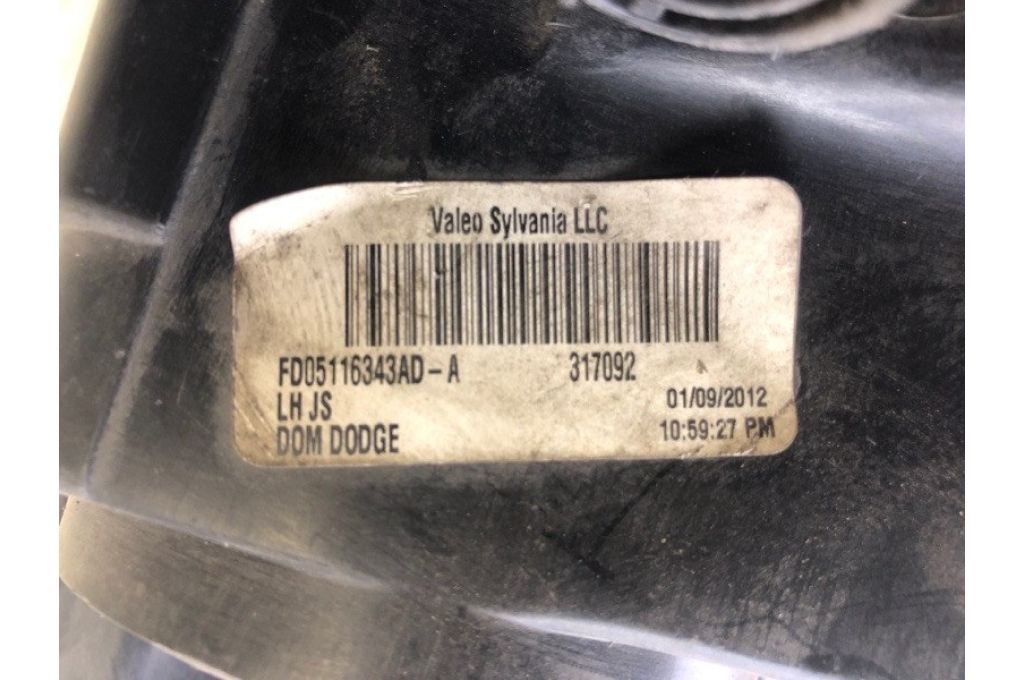 Valeo Sylvania LLC
FD05116343AD-A 317092
LH JS 01/09/2012
DOM DODGE 10:59:27 PM